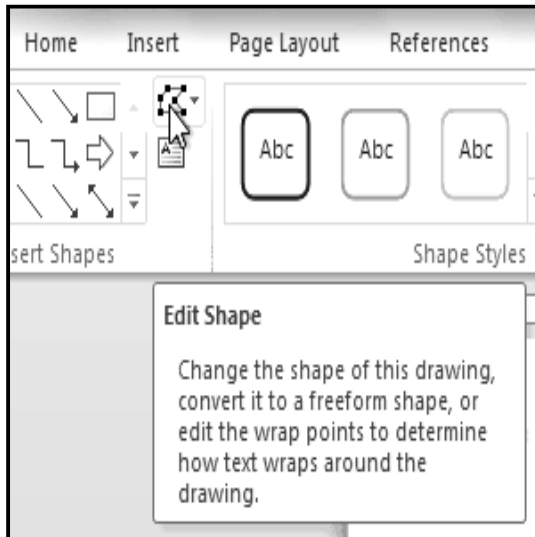 Home Insert Page Layout References
A
Abc Abc Abc
sert Shapes Shape Styles
Edit Shape
Change the shape of this drawing,
convert it to a freeform shape, or
edit the wrap points to determine
how text wraps around the
drawing.